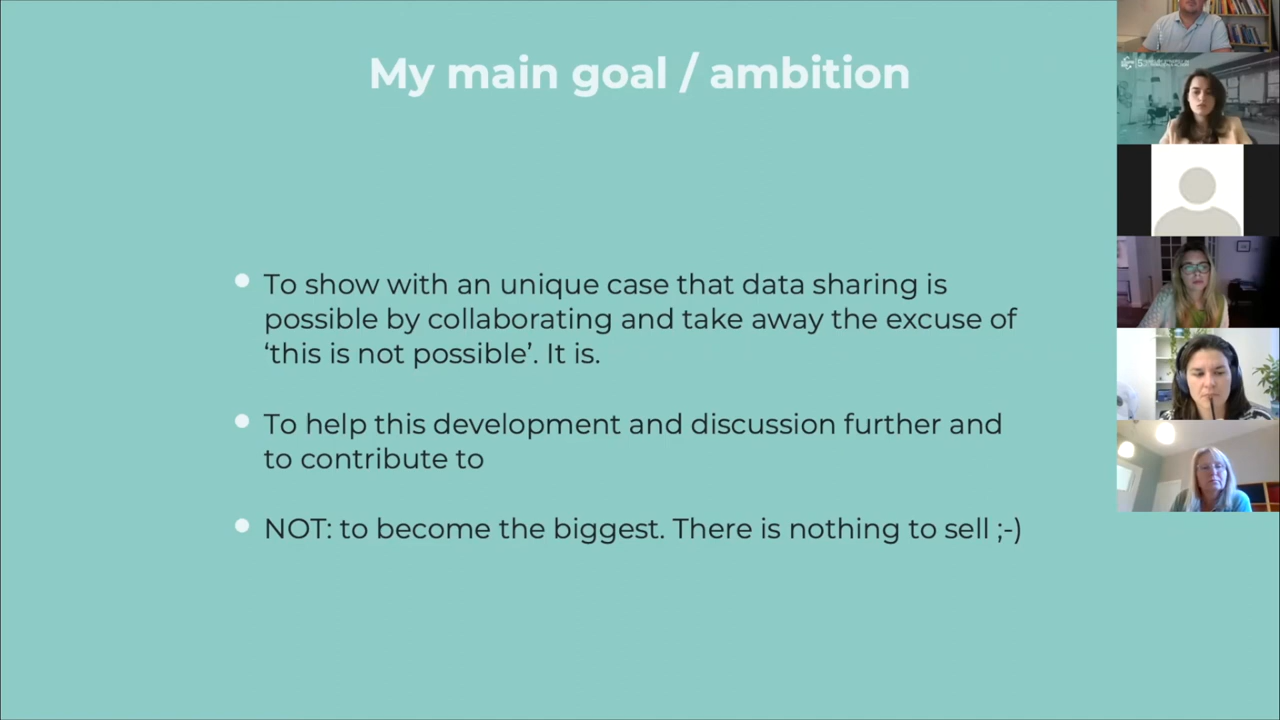 My main goal / ambition
To show with an unique case that data sharing is
possible by collaborating and take away the excuse of
‘this is not possible’. It is.
To help this development and discussion further and
to contribute to
NOT: to become the biggest. There is nothing to sell ;-)